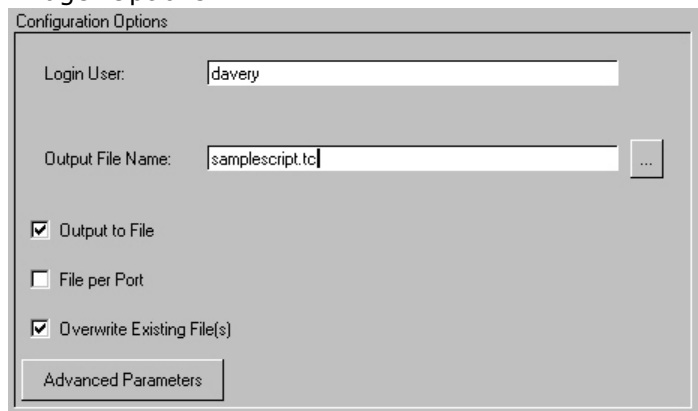 Configuration Options
Login User: davery
Output File Name: samplescript.tc ...
Output to File
File per Port
Overwrite Existing File(s)
Advanced Parameters